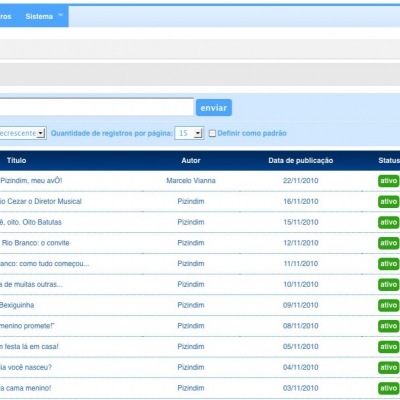 ros Sistema
enviar
ecrescente Quantidade de registros por página: 15 Definir como padrão
Título Autor Data de publicação Status
Pizindim, meu avÔ! Marcelo Vianna 22/11/2010 ativo
io Cezar o Diretor Musical Pizindim 16/11/2010 ativo
ê, oito. Oito Batutas Pizindim 15/11/2010 ativo
Rio Branco: o convite Pizindim 12/11/2010 ativo
anco: como tudo começou... Pizindim 11/11/2010 ativo
a de muitas outras... Pizindim 10/11/2010 ativo
Bexiguinha Pizindim 09/11/2010 ativo
menino promete!" Pizindim 08/11/2010 ativo
m festa lá em casa! Pizindim 05/11/2010 ativo
ia você nasceu? Pizindim 04/11/2010 ativo
a cama menino! Pizindim 03/11/2010 ativo